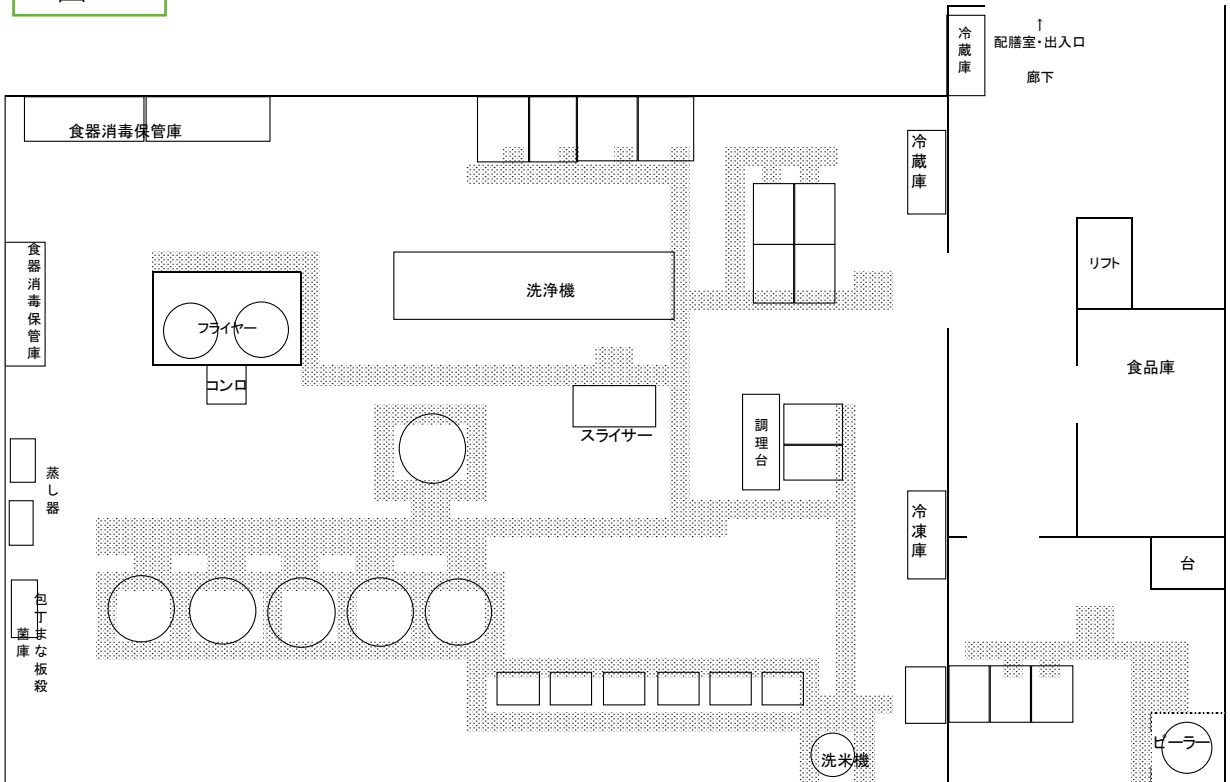 図
冷蔵庫
↑
配膳室・出入口
廊下
食器消毒保管庫
冷蔵庫
食器消毒保管庫
洗浄機
リフト
フライヤー
コンロ
食品庫
スライサー
調理台
蒸し器
冷凍庫
台
包丁まな板殺
菌庫
ピーラー
洗米機